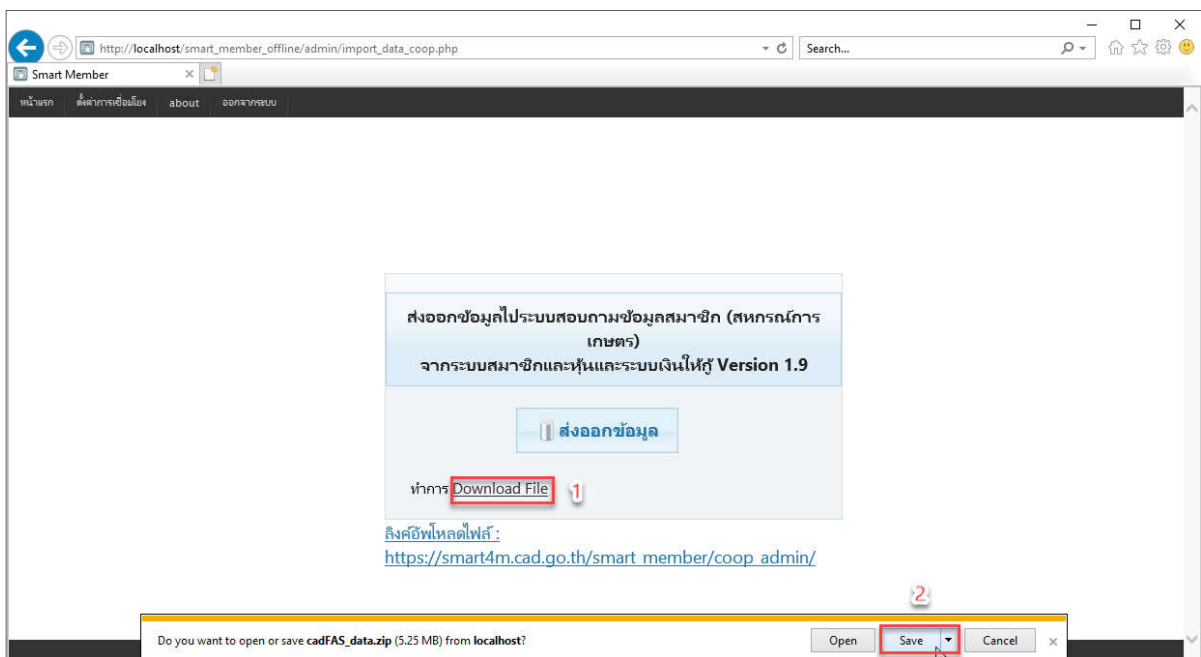 http://localhost/smart_member_offline/admin/import_data_coop.php
Search...
Smart Member
หน้าแรก ตั้งค่าการเชื่อมโยง about ออกจากระบบ
ส่งออกข้อมูลไประบบสอบถามข้อมูลสมาชิก (สหกรณ์การ
เกษตร)
จากระบบสมาชิกและหุ้นและระบบเงินให้กู้ Version 1.9
ส่งออกข้อมูล
ทำการ Download File 1
ลิงค์อัพโหลดไฟล์ :
https://smart4m.cad.go.th/smart_member/coop_admin/
2
Do you want to open or save cadFAS_data.zip (5.25 MB) from localhost? Open Save Cancel